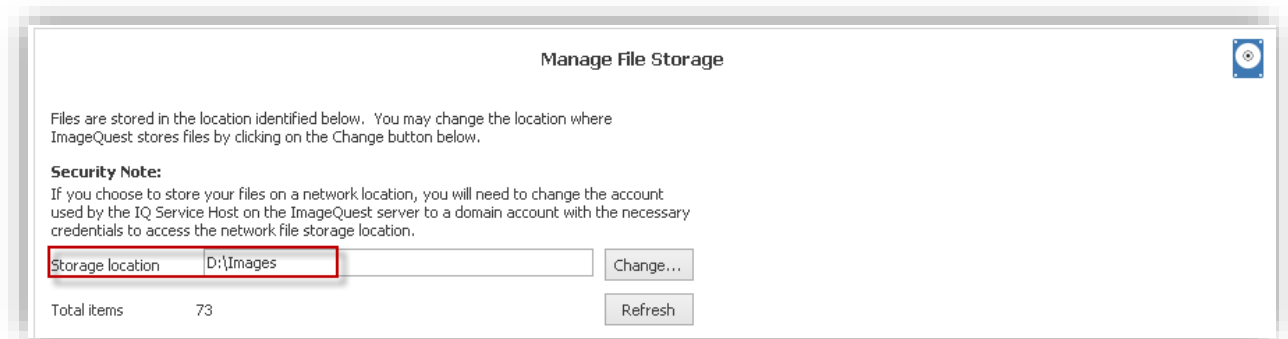 Manage File Storage
Files are stored in the location identified below.  You may change the location where
ImageQuest stores files by clicking on the Change button below.
Security Note:
If you choose to store your files on a network location, you will need to change the account
used by the IQ Service Host on the ImageQuest server to a domain account with the necessary
credentials to access the network file storage location.
Storage location D:\Images Change...
Total items 73 Refresh